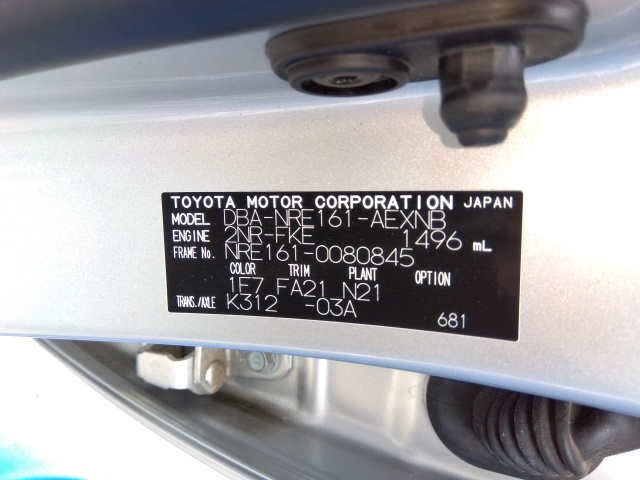 TOYOTA MOTOR CORPORATION JAPAN
MODEL DBA-NRE161-AEXNB
ENGINE 2NR-FKE 1496 mL
FRAME No. NRE161-0080845
COLOR TRIM PLANT OPTION
1E7 FA21 N21
TRANS./AXLE K312 -03A
681